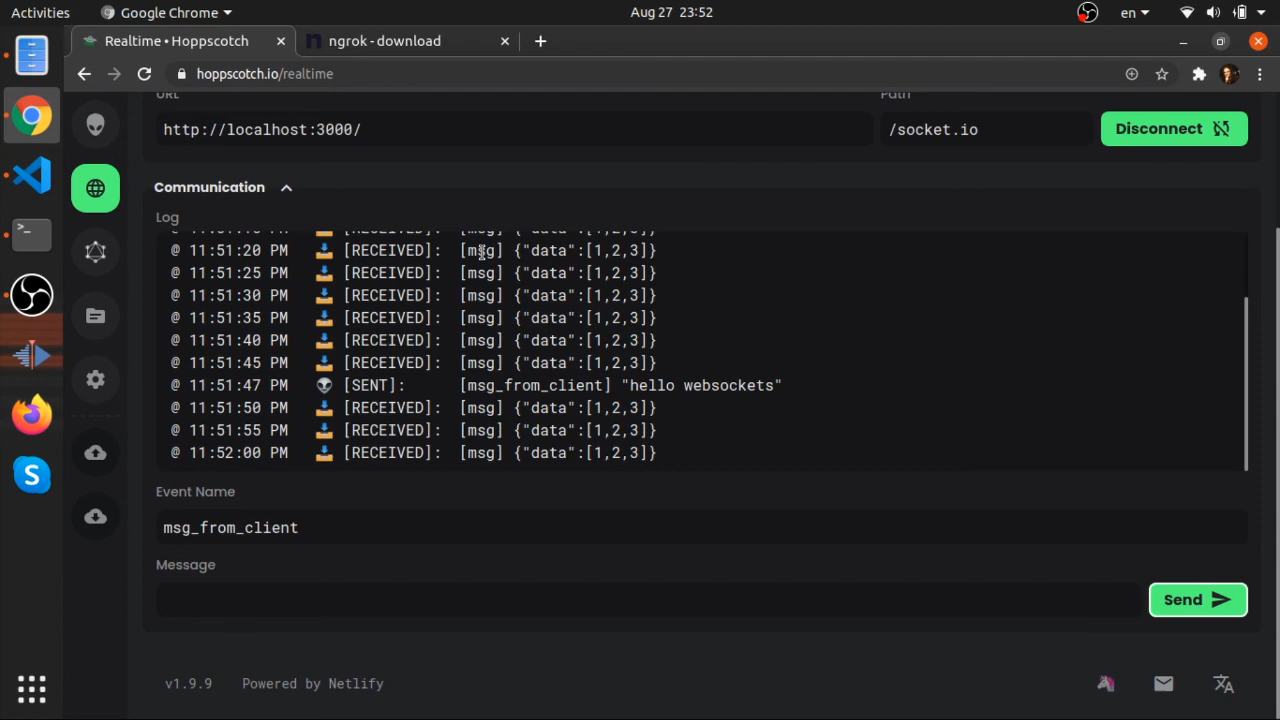 Activities Google Chrome Aug 27 23:52 en
Realtime • Hoppscotch ngrok - download
hoppscotch.io/realtime
URL Path
http://localhost:3000/ /socket.io Disconnect
Communication
Log
[RECEIVED]: [msg] {"data":[1,2,3]}
@ 11:51:20 PM [RECEIVED]: [msg] {"data":[1,2,3]}
@ 11:51:25 PM [RECEIVED]: [msg] {"data":[1,2,3]}
@ 11:51:30 PM [RECEIVED]: [msg] {"data":[1,2,3]}
@ 11:51:35 PM [RECEIVED]: [msg] {"data":[1,2,3]}
@ 11:51:40 PM [RECEIVED]: [msg] {"data":[1,2,3]}
@ 11:51:45 PM [RECEIVED]: [msg] {"data":[1,2,3]}
@ 11:51:47 PM [SENT]: [msg_from_client] "hello websockets"
@ 11:51:50 PM [RECEIVED]: [msg] {"data":[1,2,3]}
@ 11:51:55 PM [RECEIVED]: [msg] {"data":[1,2,3]}
@ 11:52:00 PM [RECEIVED]: [msg] {"data":[1,2,3]}
Event Name
msg_from_client
Message
Send
v1.9.9 Powered by Netlify